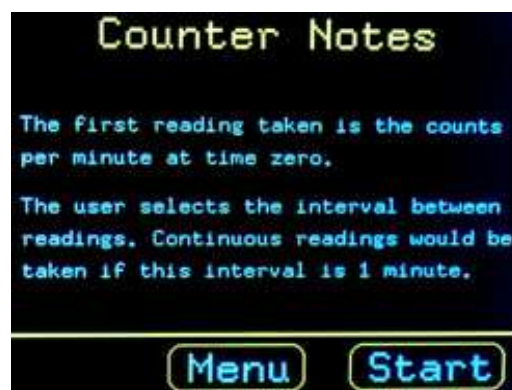 Counter Notes
The first reading taken is the counts
per minute at time zero.
The user selects the interval between
readings. Continuous readings would be
taken if this interval is 1 minute.
Menu Start